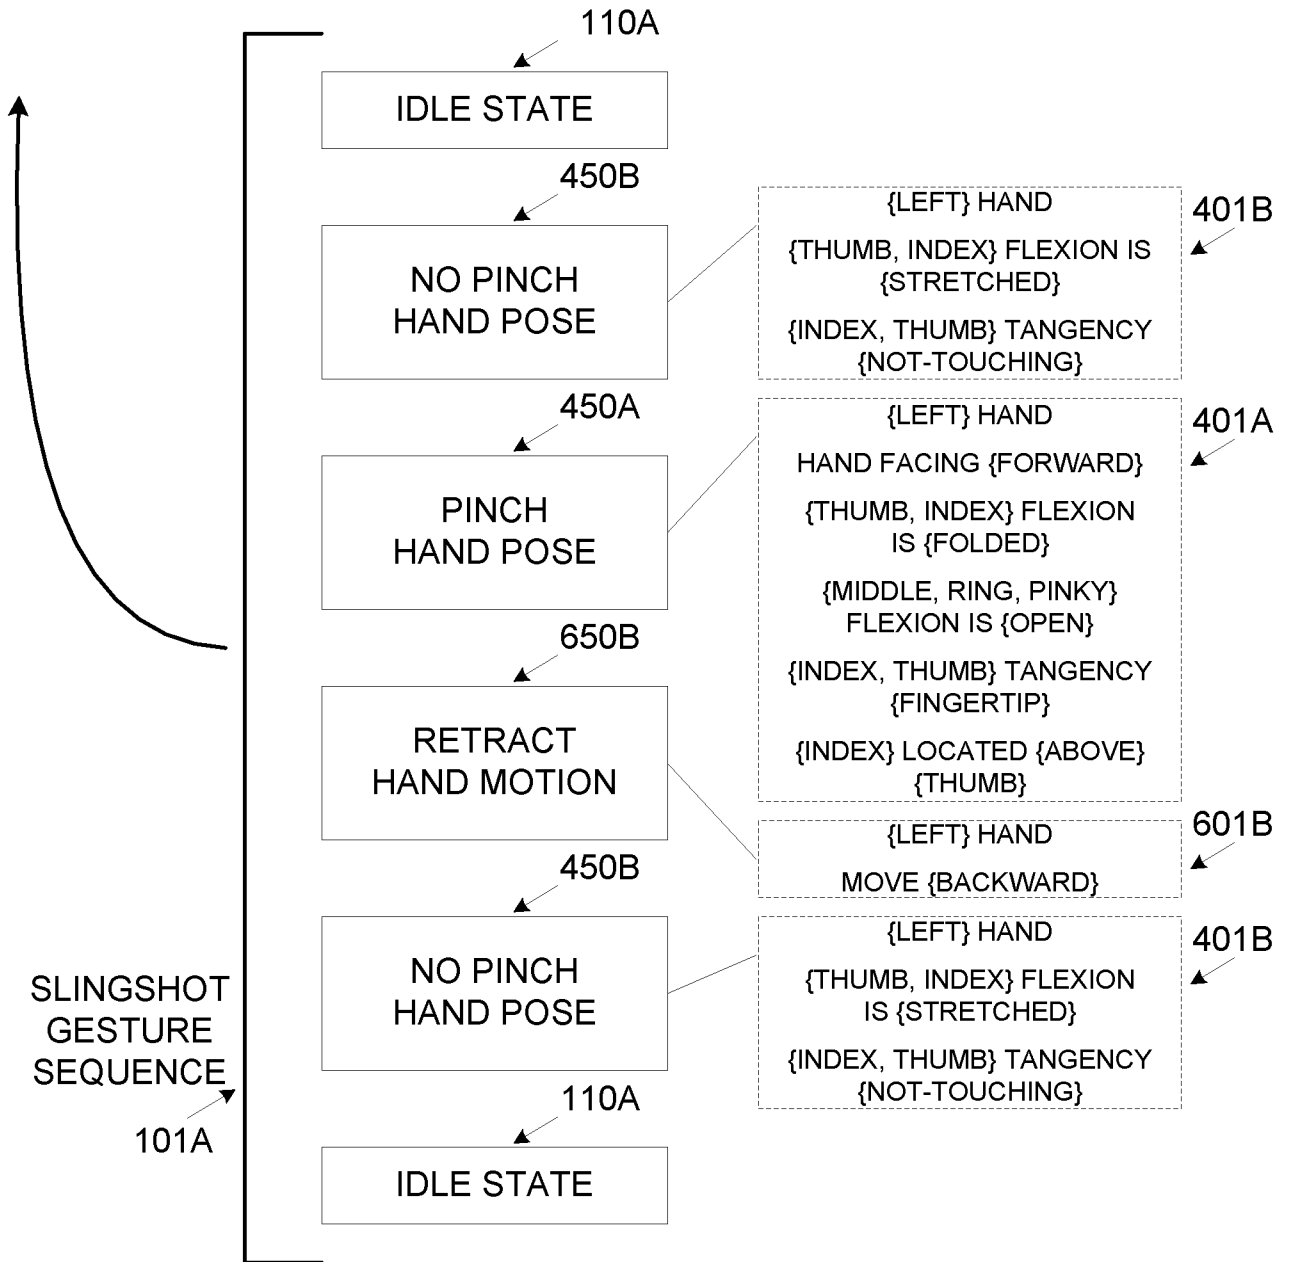 110A
IDLE STATE
450B
NO PINCH
HAND POSE
{LEFT} HAND
{THUMB, INDEX} FLEXION IS
{STRETCHED}
{INDEX, THUMB} TANGENCY
{NOT-TOUCHING}
401B
450A
PINCH
HAND POSE
{LEFT} HAND
HAND FACING {FORWARD}
{THUMB, INDEX} FLEXION
IS {FOLDED}
{MIDDLE, RING, PINKY}
FLEXION IS {OPEN}
{INDEX, THUMB} TANGENCY
{FINGERTIP}
{INDEX} LOCATED {ABOVE}
{THUMB}
401A
650B
RETRACT
HAND MOTION
{LEFT} HAND
MOVE {BACKWARD}
601B
450B
NO PINCH
HAND POSE
{LEFT} HAND
{THUMB, INDEX} FLEXION
IS {STRETCHED}
{INDEX, THUMB} TANGENCY
{NOT-TOUCHING}
401B
SLINGSHOT
GESTURE
SEQUENCE
101A
110A
IDLE STATE